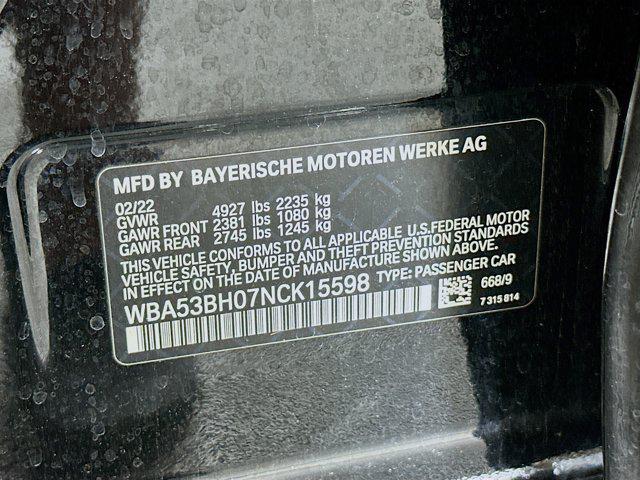 MFD BY BAYERISCHE MOTOREN WERKE AG
02/22
GVWR 4927 lbs 2235 kg
GAWR FRONT 2381 lbs 1080 kg
GAWR REAR 2745 lbs 1245 kg
THIS VEHICLE CONFORMS TO ALL APPLICABLE U.S.FEDERAL MOTOR
VEHICLE SAFETY, BUMPER AND THEFT PREVENTION STANDARDS
IN EFFECT ON THE DATE OF MANUFACTURE SHOWN ABOVE.
WBA53BH07NCK15598 TYPE: PASSENGER CAR
668/9
7 315 814